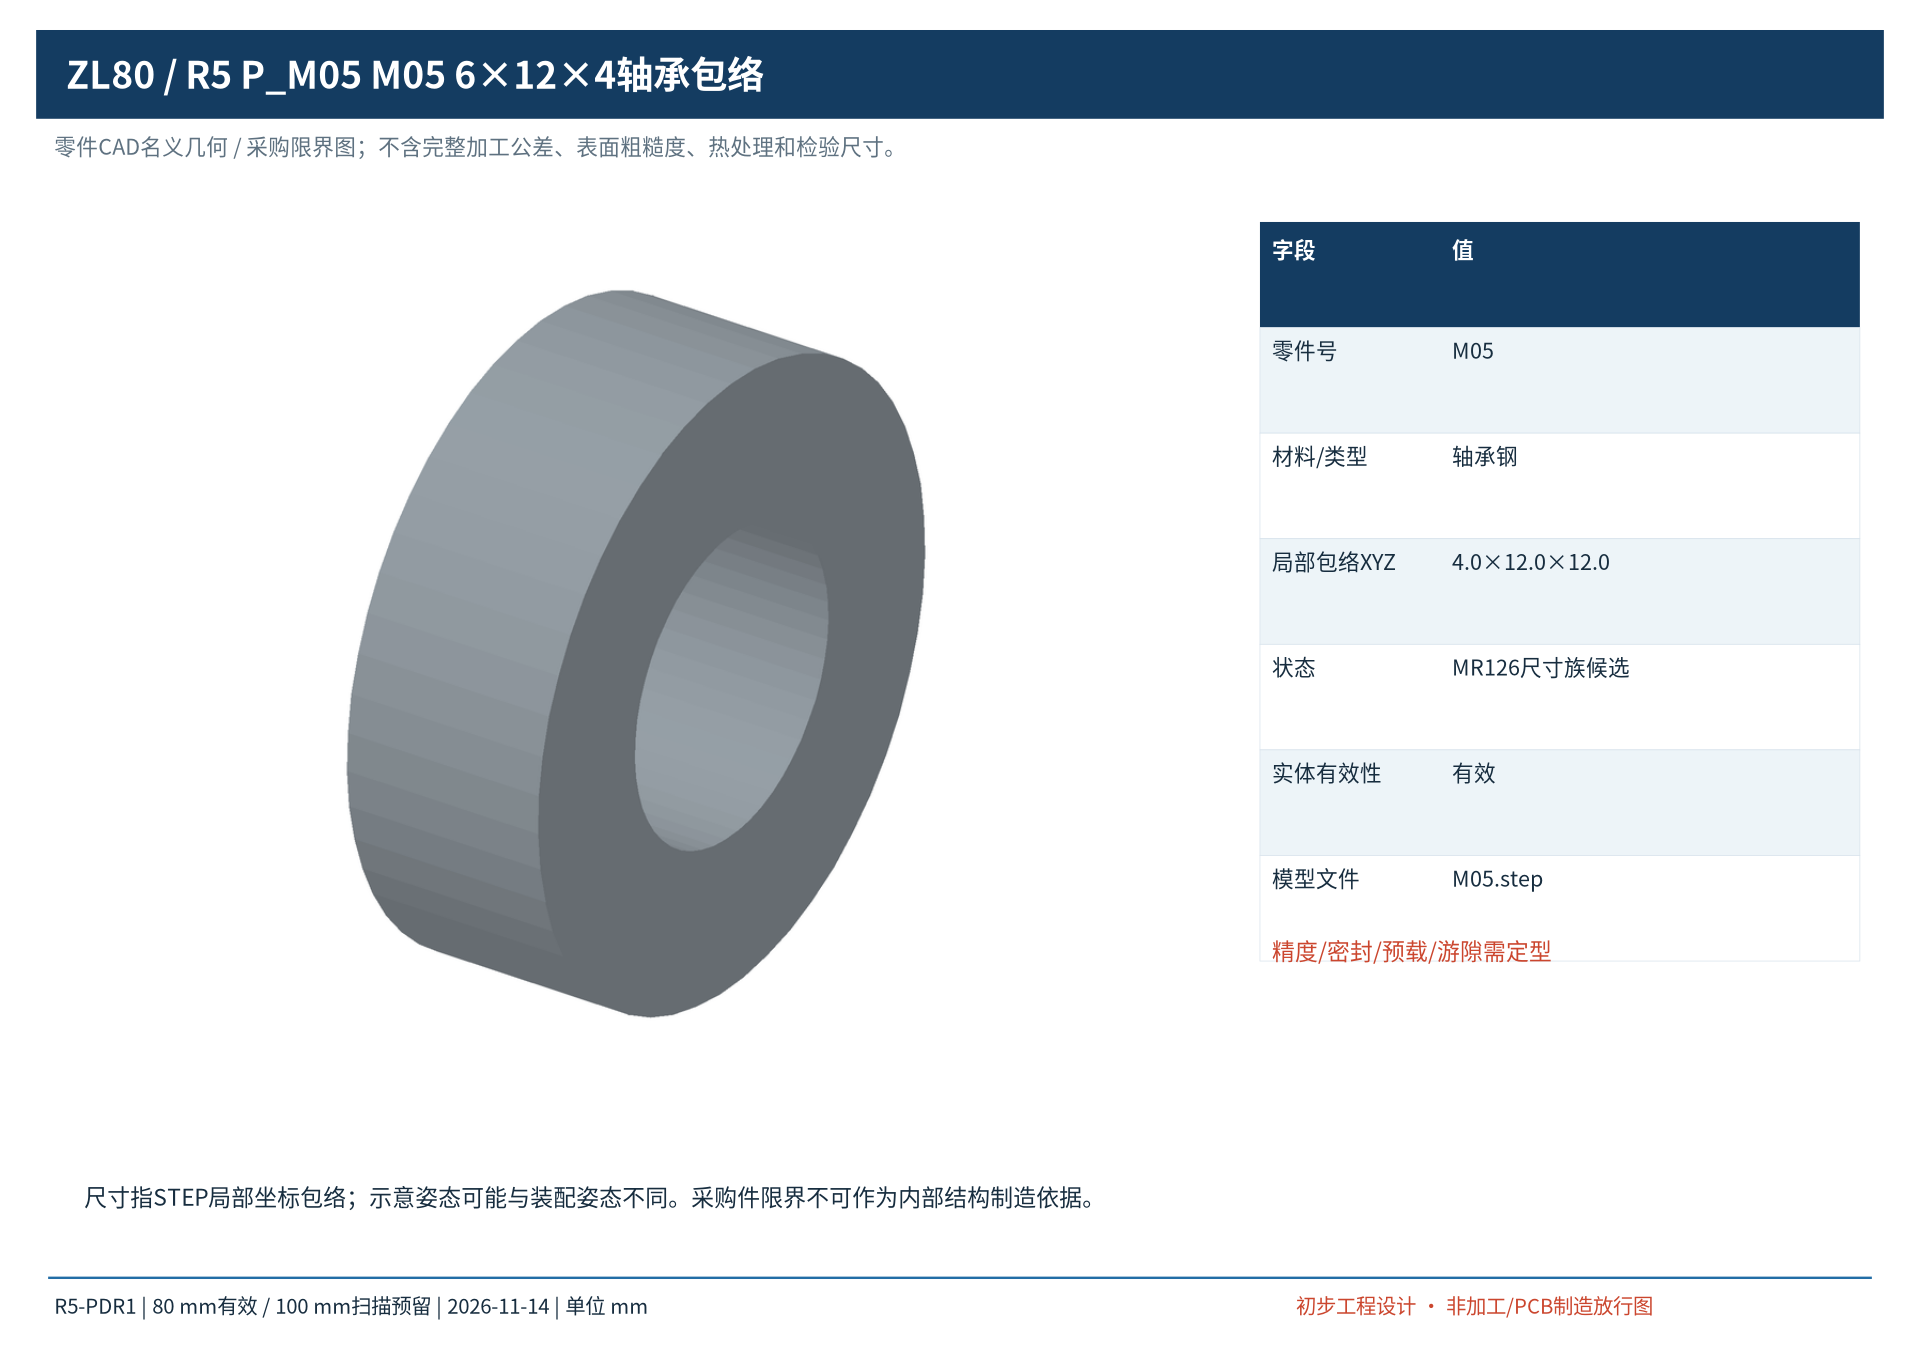 ZL80 / R5 P_M05 M05 6×12×4轴承包络
零件CAD名义几何 / 采购限界图；不含完整加工公差、表面粗糙度、热处理和检验尺寸。
字段 值
零件号 M05
材料/类型 轴承钢
局部包络XYZ 4.0×12.0×12.0
状态 MR126尺寸族候选
实体有效性 有效
模型文件 M05.step
精度/密封/预载/游隙需定型
尺寸指STEP局部坐标包络；示意姿态可能与装配姿态不同。采购件限界不可作为内部结构制造依据。
R5-PDR1 | 80 mm有效 / 100 mm扫描预留 | 2026-11-14 | 单位 mm
初步工程设计 · 非加工/PCB制造放行图